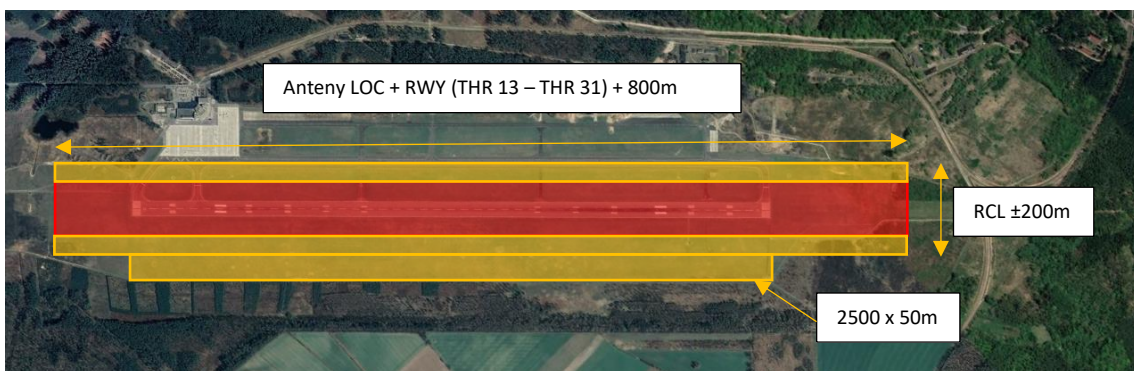 Anteny LOC + RWY (THR 13 – THR 31) + 800m
RCL ±200m
2500 x 50m